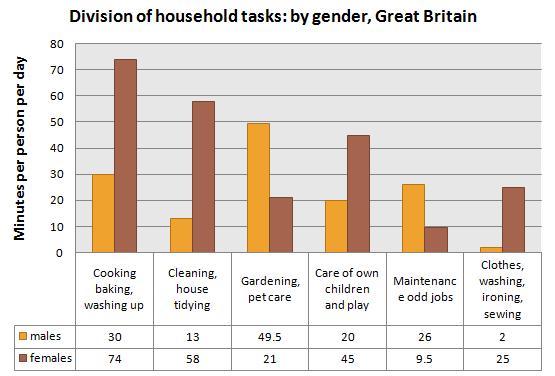 Division of household tasks: by gender, Great Britain
Minutes per person per day
80
70
60
50
40
30
20
10
0
Cooking
baking,
washing up
Cleaning,
house
tidying
Gardening,
pet care
Care of own
children
and play
Maintenanc
e odd jobs
Clothes,
washing,
ironing,
sewing
males 30 13 49.5 20 26 2
females 74 58 21 45 9.5 25